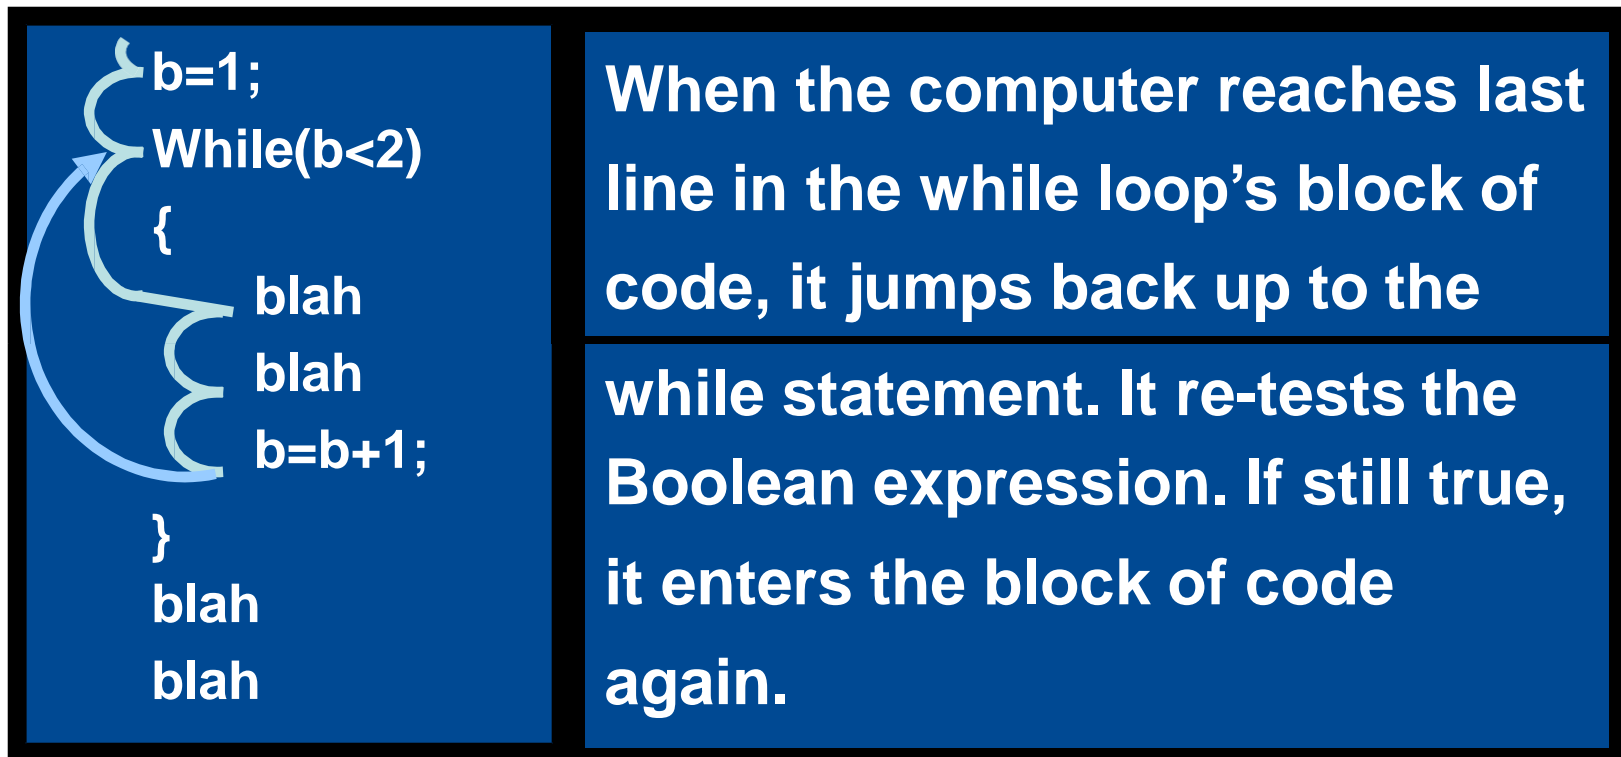 b=1;
While(b<2)
{
blah
blah
b=b+1;
}
blah
blah
When the computer reaches last
line in the while loop’s block of
code, it jumps back up to the
while statement. It re-tests the
Boolean expression. If still true,
it enters the block of code
again.